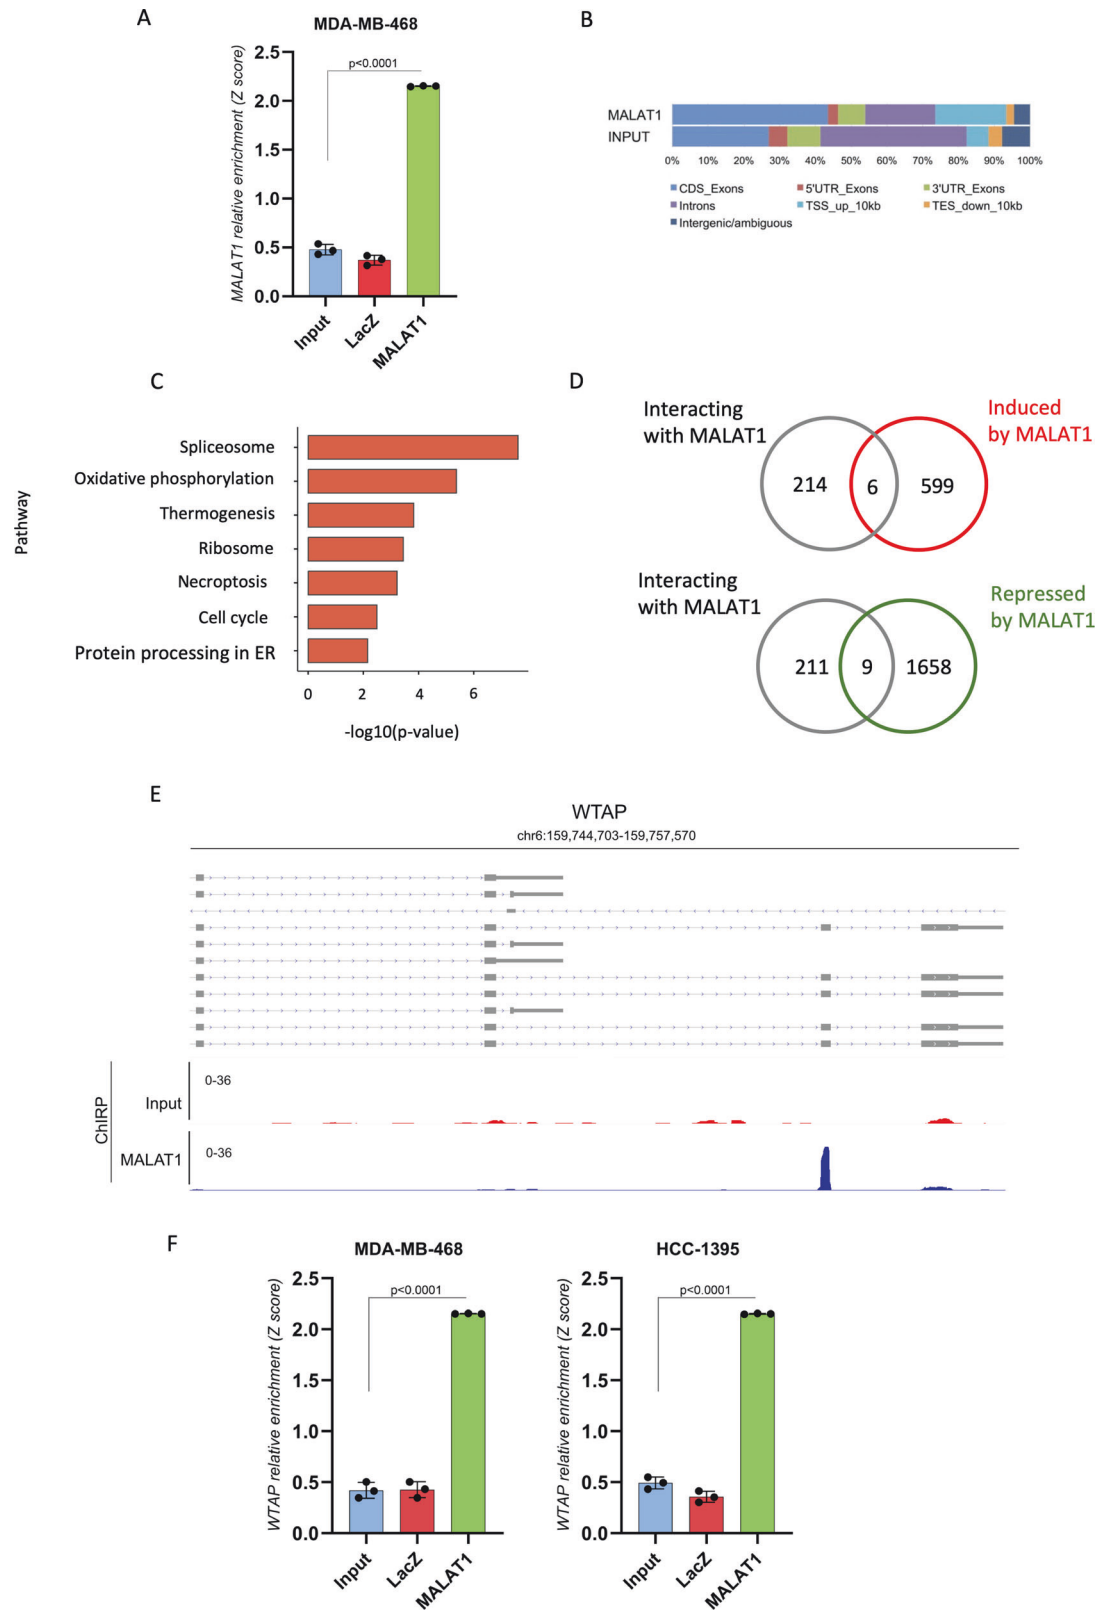 A
MDA-MB-468
MALAT1 relative enrichment (Z score)
2.5
2.0
1.5
1.0
0.5
0.0
p<0.0001
Input
LacZ
MALAT1
B
MALAT1
INPUT
0% 10% 20% 30% 40% 50% 60% 70% 80% 90% 100%
CDS_Exons 5'UTR_Exons 3'UTR_Exons
Introns TSS_up_10kb TES_down_10kb
Intergenic/ambiguous
C
Pathway
Spliceosome
Oxidative phosphorylation
Thermogenesis
Ribosome
Necroptosis
Cell cycle
Protein processing in ER
0 2 4 6
-log10(p-value)
D
Interacting
with MALAT1
Induced
by MALAT1
214 6 599
Interacting
with MALAT1
Repressed
by MALAT1
211 9 1658
E
WTAP
chr6:159,744,703-159,757,570
ChIRP
Input
0-36
MALAT1
0-36
F
MDA-MB-468
WTAP relative enrichment (Z score)
2.5
2.0
1.5
1.0
0.5
0.0
p<0.0001
Input
LacZ
MALAT1
HCC-1395
WTAP relative enrichment (Z score)
2.5
2.0
1.5
1.0
0.5
0.0
p<0.0001
Input
LacZ
MALAT1